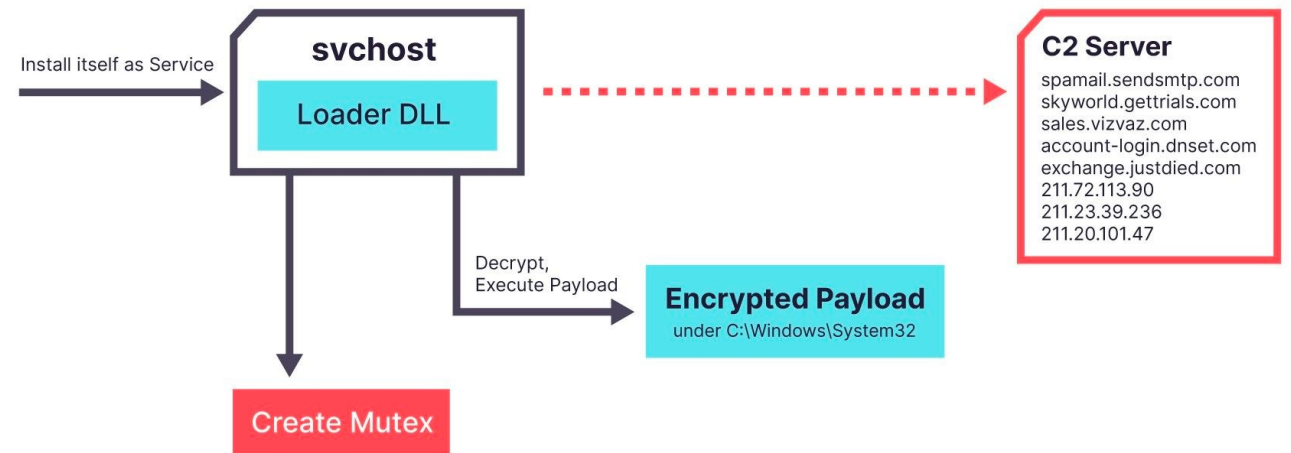 Install itself as Service
svchost
Loader DLL
C2 Server
spamail.sendsmtp.com
skyworld.gettrials.com
sales.vizvaz.com
account-login.dnset.com
exchange.justdied.com
211.72.113.90
211.23.39.236
211.20.101.47
Decrypt,
Execute Payload
Encrypted Payload
under C:\Windows\System32
Create Mutex